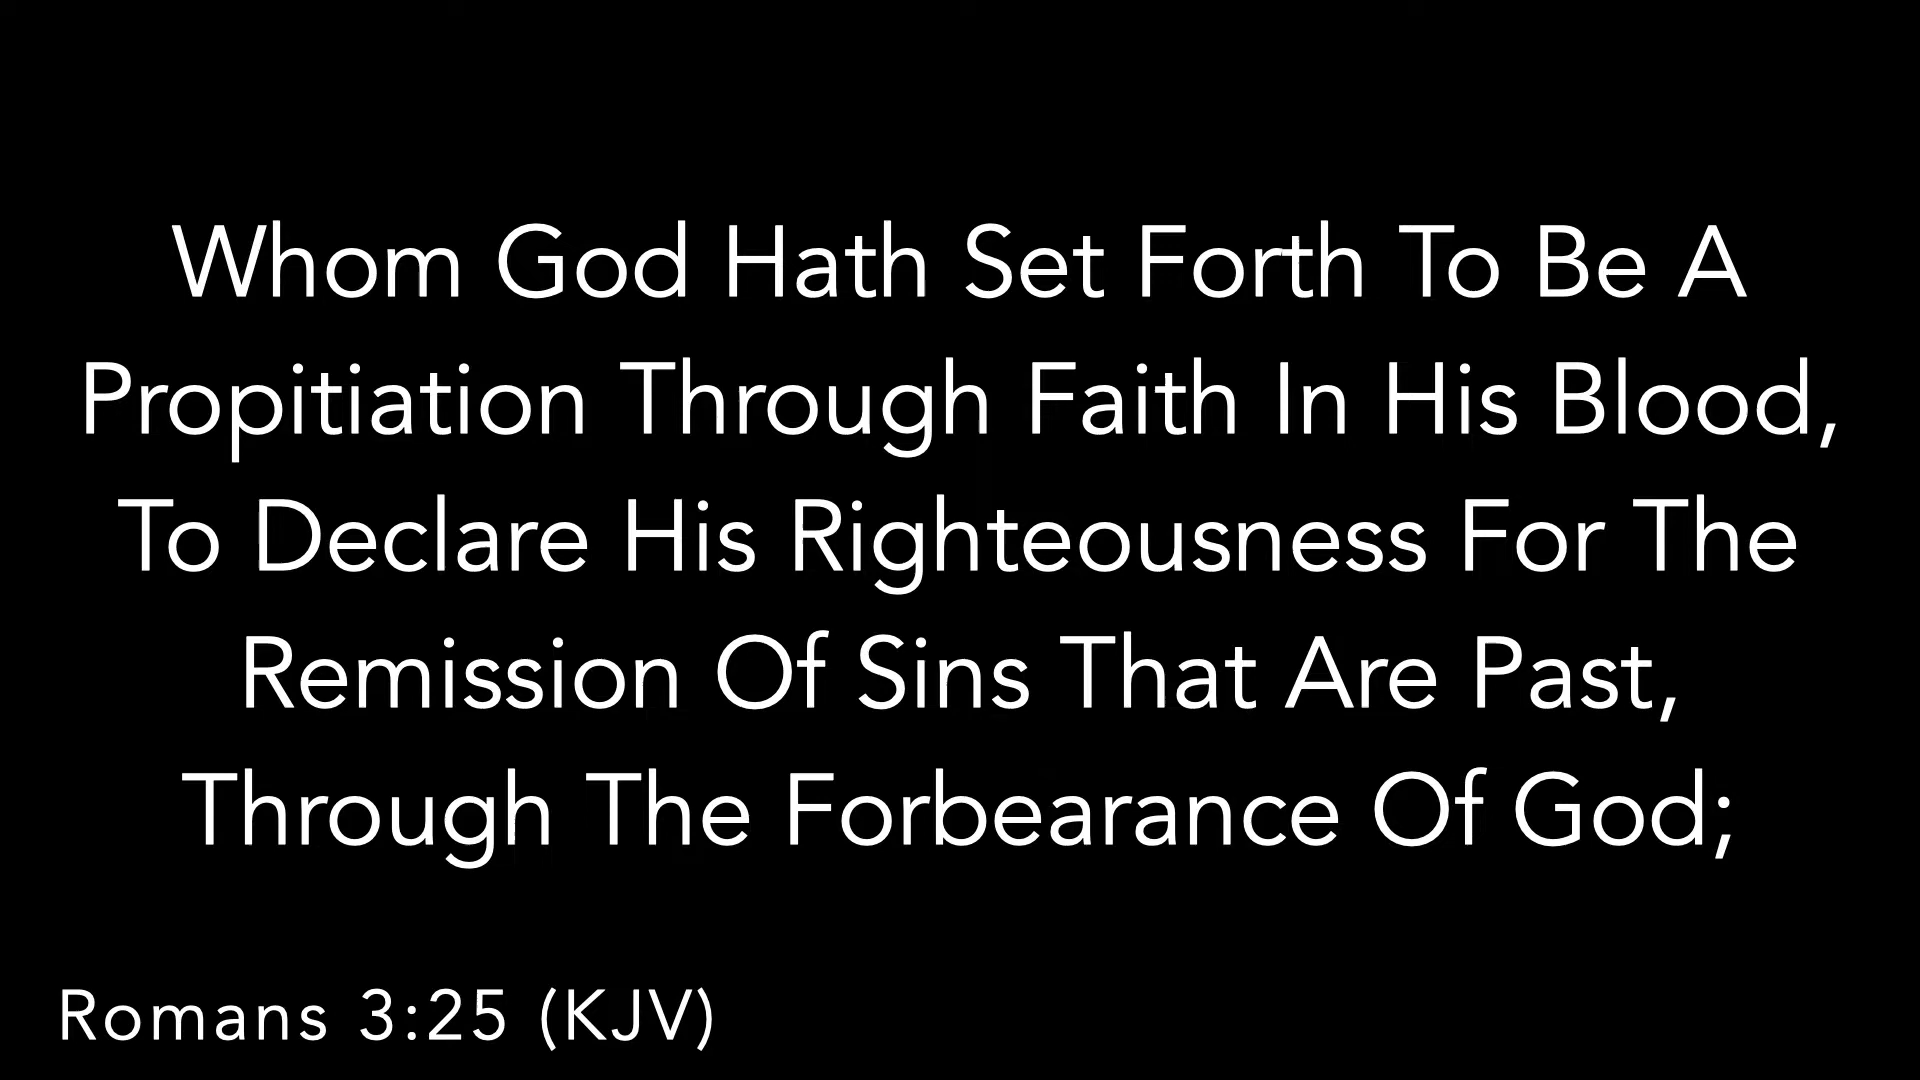 Whom God Hath Set Forth To Be A
Propitiation Through Faith In His Blood,
To Declare His Righteousness For The
Remission Of Sins That Are Past,
Through The Forbearance Of God;
Romans 3:25 (KJV)